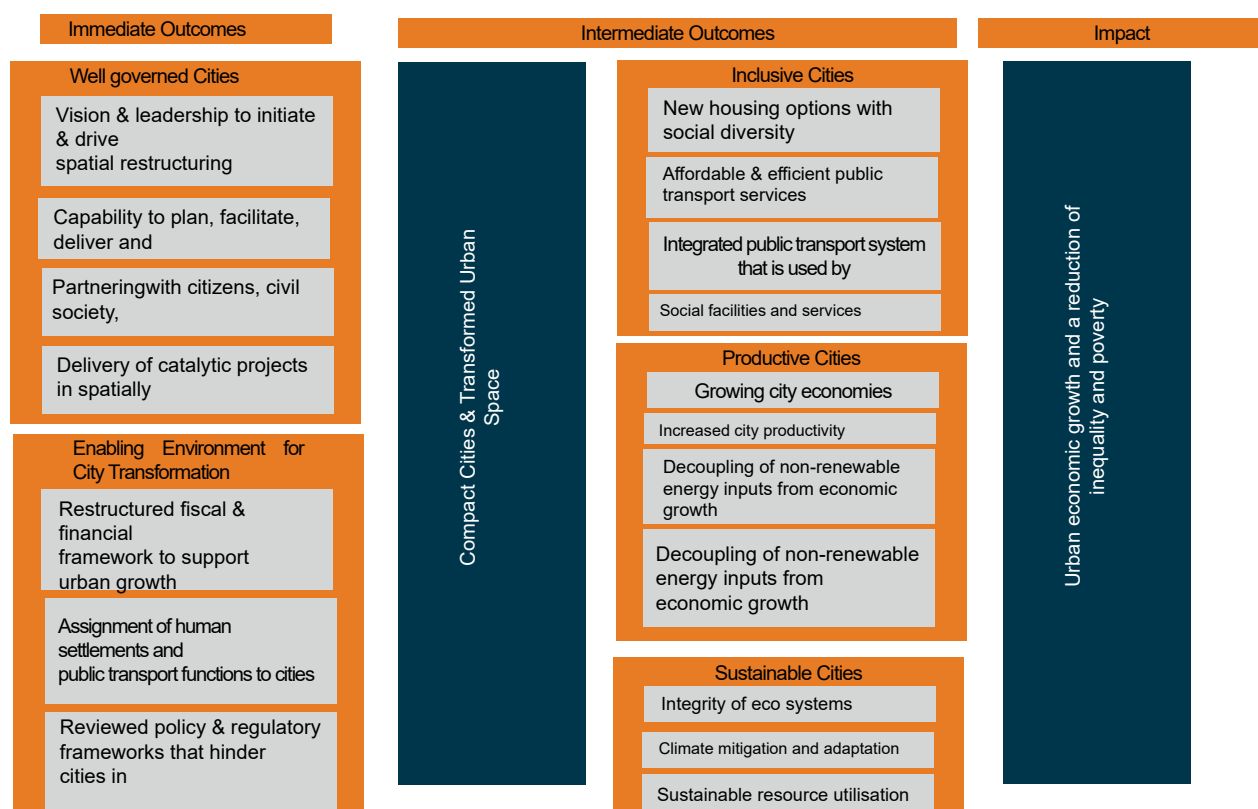 Immediate Outcomes
Intermediate Outcomes
Impact
Well governed Cities
Vision & leadership to initiate
& drive
spatial restructuring
Capability to plan, facilitate,
deliver and
Partneringwith citizens, civil
society,
Delivery of catalytic projects
in spatially
Enabling Environment for
City Transformation
Restructured fiscal &
financial
framework to support
urban growth
Assignment of human
settlements and
public transport functions to cities
Reviewed policy & regulatory
frameworks that hinder
cities in
Compact Cities & Transformed Urban
Space
Inclusive Cities
New housing options with
social diversity
Affordable & efficient public
transport services
Integrated public transport system
that is used by
Social facilities and services
Productive Cities
Growing city economies
Increased city productivity
Decoupling of non-renewable
energy inputs from economic
growth
Decoupling of non-renewable
energy inputs from
economic growth
Sustainable Cities
Integrity of eco systems
Climate mitigation and adaptation
Sustainable resource utilisation
Urban economic growth and a reduction of
inequality and poverty